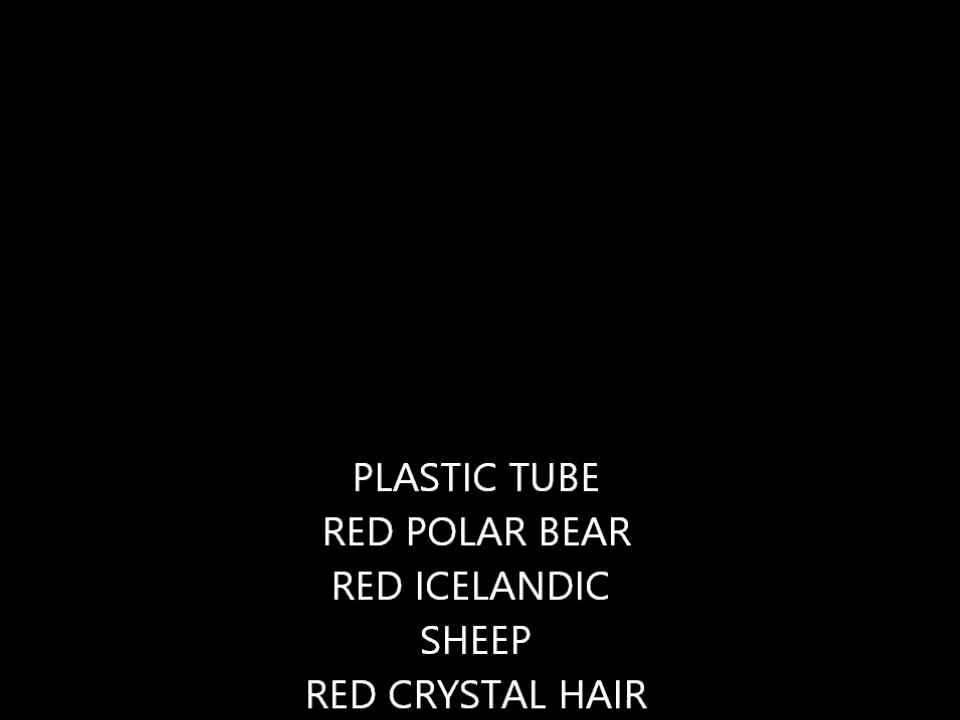 PLASTIC TUBE
RED POLAR BEAR
RED ICELANDIC
SHEEP
RED CRYSTAL HAIR